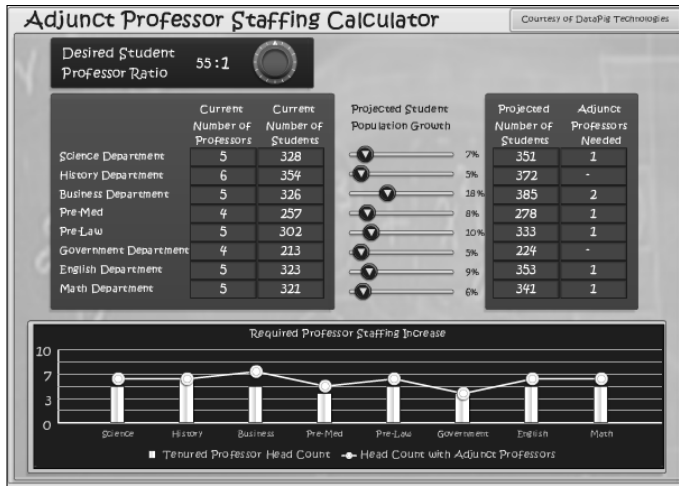 Adjunct Professor Staffing Calculator
Courtesy of DataPig Technologies
Desired Student
Professor Ratio
55:1
Current Number of Professors
Current Number of Students
Projected Student Population Growth
Projected Number of Students
Adjunct Professors Needed
Science Department 5 328 7% 351 1
History Department 6 354 5% 372 -
Business Department 5 326 18% 385 2
Pre-Med 4 257 8% 278 1
Pre-Law 5 302 10% 333 1
Government Department 4 213 5% 224 -
English Department 5 323 9% 353 1
Math Department 5 321 6% 341 1
Required Professor Staffing Increase
10
7
3
0
Science History Business Pre-Med Pre-Law Government English Math
Tenured Professor Head Count Head Count with Adjunct Professors